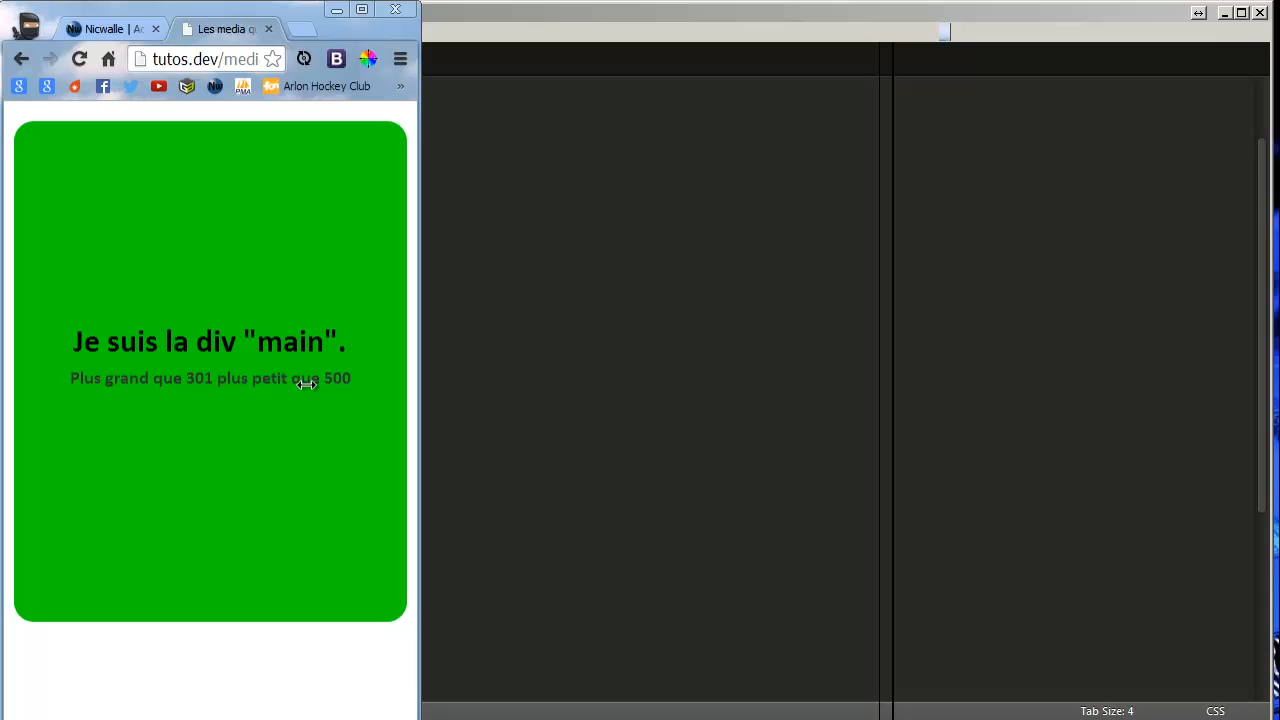 Nicwalle | Ac
Les media q
tutos.dev/medi
Arlon Hockey Club
»
Je suis la div "main".
Plus grand que 301 plus petit que 500
Tab Size: 4
CSS